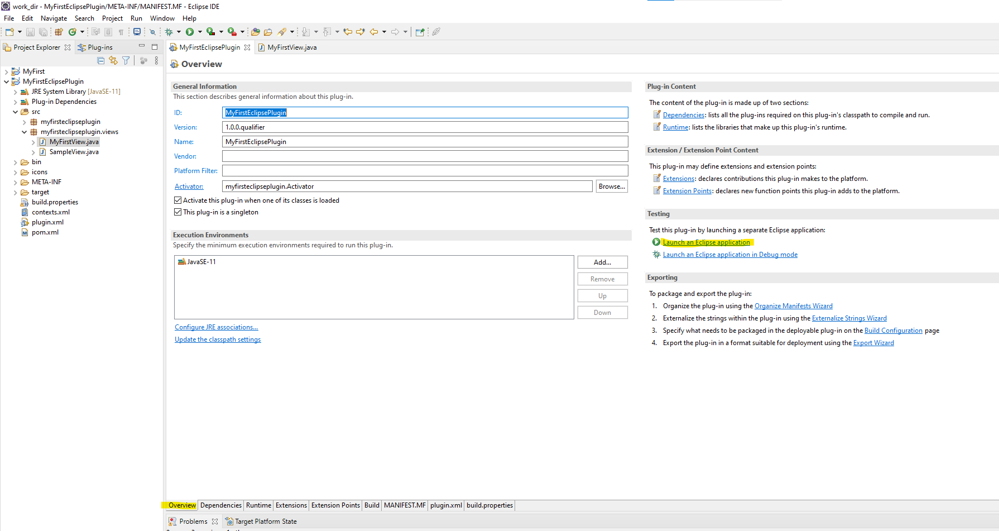 work_dir - MyFirstEclipsePlugin/META-INF/MANIFEST.MF - Eclipse IDE
File Edit Navigate Search Project Run Window Help
Project Explorer Plug-ins
MyFirst
MyFirstEclipsePlugin
JRE System Library [JavaSE-11]
Plug-in Dependencies
src
myfirsteclipseplugin
myfirsteclipseplugin.views
MyFirstView.java
SampleView.java
bin
icons
META-INF
target
build.properties
contexts.xml
plugin.xml
pom.xml
MyFirstEclipsePlugin MyFirstView.java
Overview
General Information
This section describes general information about this plug-in.
ID: MyFirstEclipsePlugin
Version: 1.0.0.qualifier
Name: MyFirstEclipsePlugin
Vendor:
Platform Filter:
Activator: myfirsteclipseplugin.Activator Browse...
Activate this plug-in when one of its classes is loaded
This plug-in is a singleton
Execution Environments
Specify the minimum execution environments required to run this plug-in.
JavaSE-11
Add...
Remove
Up
Down
Configure JRE associations...
Update the classpath settings
Plug-in Content
The content of the plug-in is made up of two sections:
Dependencies: lists all the plug-ins required on this plug-in's classpath to compile and run.
Runtime: lists the libraries that make up this plug-in's runtime.
Extension / Extension Point Content
This plug-in may define extensions and extension points:
Extensions: declares contributions this plug-in makes to the platform.
Extension Points: declares new function points this plug-in adds to the platform.
Testing
Test this plug-in by launching a separate Eclipse application:
Launch an Eclipse application
Launch an Eclipse application in Debug mode
Exporting
To package and export the plug-in:
1. Organize the plug-in using the Organize Manifests Wizard
2. Externalize the strings within the plug-in using the Externalize Strings Wizard
3. Specify what needs to be packaged in the deployable plug-in on the Build Configuration page
4. Export the plug-in in a format suitable for deployment using the Export Wizard
Overview Dependencies Runtime Extensions Extension Points Build MANIFEST.MF plugin.xml build.properties
Problems Target Platform State